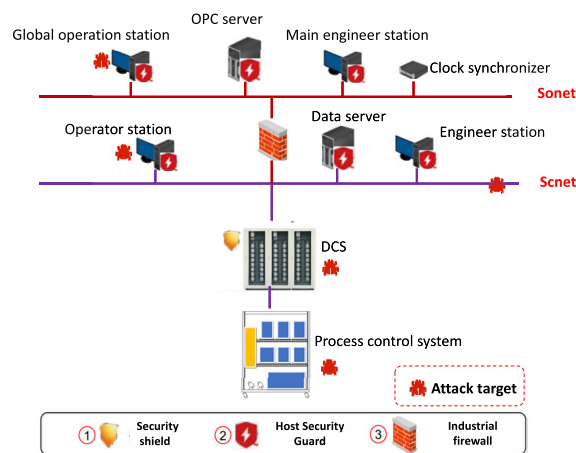 OPC server
Global operation station
Main engineer station
Clock synchronizer
Sonet
Operator station
Data server
Engineer station
Scnet
DCS
Process control system
Attack target
1 Security shield
2 Host Security Guard
3 Industrial firewall